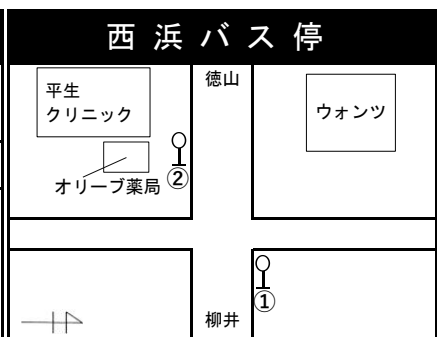 西浜バス停
平生
クリニック
徳山
ウォンツ
オリーブ薬局
②
①
柳井